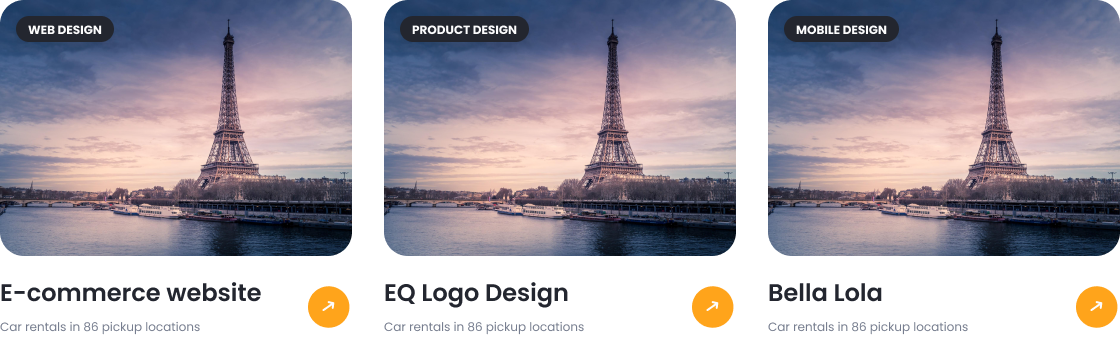 WEB DESIGN
PRODUCT DESIGN
MOBILE DESIGN
E-commerce website
Car rentals in 86 pickup locations
EQ Logo Design
Car rentals in 86 pickup locations
Bella Lola
Car rentals in 86 pickup locations